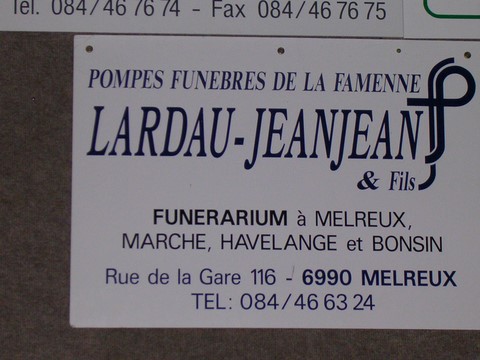 Tel. 084/46 76 74 - Fax 084/46 76 75
POMPES FUNEBRES DE LA FAMENNE
LARDAU-JEANJEAN
& Fils
FUNERARIUM à MELREUX,
MARCHE, HAVELANGE et BONSIN
Rue de la Gare 116 - 6990 MELREUX
TEL: 084/46 63 24